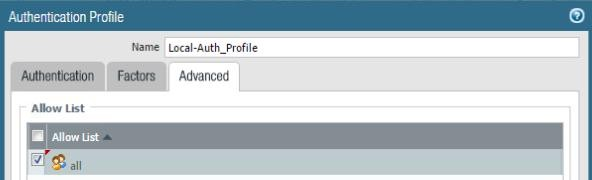 Authentication Profile
Name Local-Auth_Profile
Authentication Factors Advanced
Allow List
Allow List
all